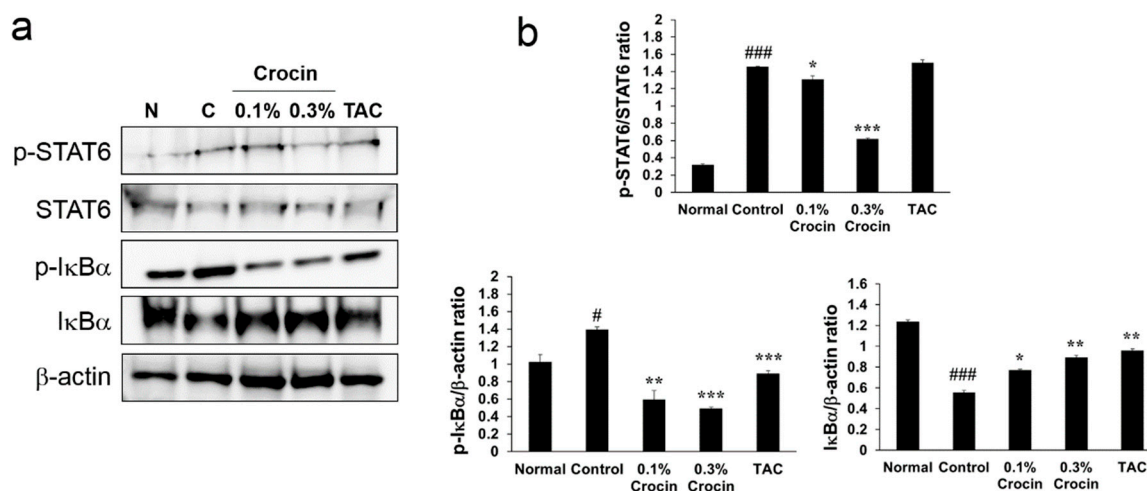 a
Crocin
N C 0.1% 0.3% TAC
p-STAT6
STAT6
p-IκBα
IκBα
β-actin
b
p-STAT6/STAT6 ratio
2
1.8
1.6
1.4
1.2
1
0.8
0.6
0.4
0.2
0
###
*
***
Normal Control 0.1% 0.3% TAC
Crocin Crocin
p-IκBα/β-actin ratio
2
1.8
1.6
1.4
1.2
1
0.8
0.6
0.4
0.2
0
#
**
***
***
Normal Control 0.1% 0.3% TAC
Crocin Crocin
IκBα/β-actin ratio
1.6
1.4
1.2
1
0.8
0.6
0.4
0.2
0
###
*
**
**
Normal Control 0.1% 0.3% TAC
Crocin Crocin